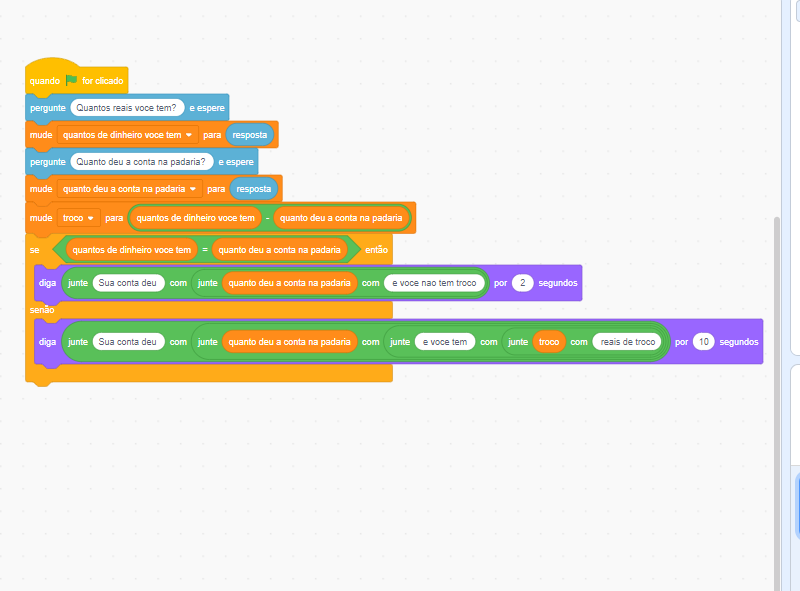 quando for clicado
pergunte Quantos reais voce tem? e espere
mude quantos de dinheiro voce tem para resposta
pergunte Quanto deu a conta na padaria? e espere
mude quanto deu a conta na padaria para resposta
mude troco para quantos de dinheiro voce tem - quanto deu a conta na padaria
se quantos de dinheiro voce tem = quanto deu a conta na padaria então
diga junte Sua conta deu com junte quanto deu a conta na padaria com e voce nao tem troco por 2 segundos
senão
diga junte Sua conta deu com junte quanto deu a conta na padaria com junte e voce tem com junte troco com reais de troco por 10 segundos